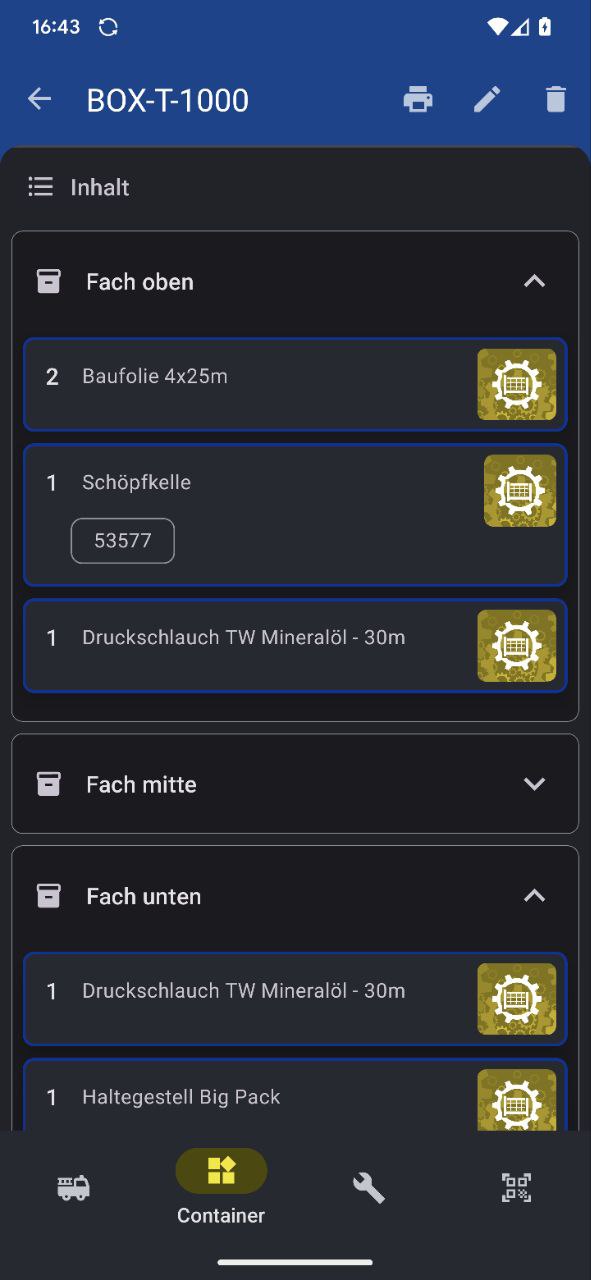 16:43
BOX-T-1000
Inhalt
Fach oben
2 Baufolie 4x25m
1 Schöpfkelle
53577
1 Druckschlauch TW Mineralöl - 30m
Fach mitte
Fach unten
1 Druckschlauch TW Mineralöl - 30m
1 Haltegestell Big Pack
Container